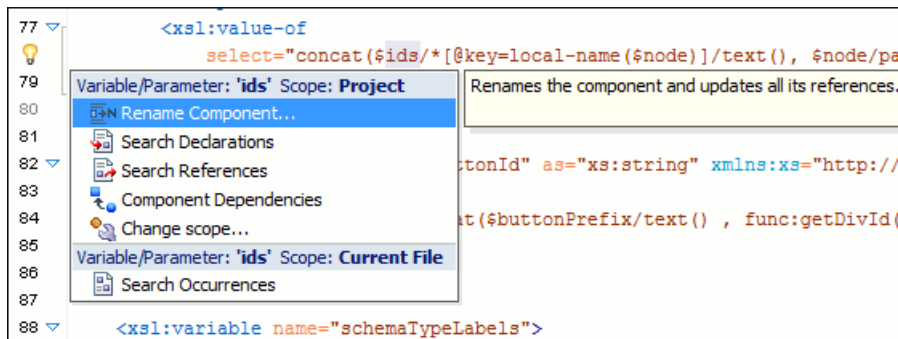 77 <xsl:value-of
select="concat($ids/*[@key=local-name($node)]/text(), $node/pa
79 Variable/Parameter: 'ids' Scope: Project Renames the component and updates all its references.
80 Rename Component...
81 Search Declarations
82 Search References ttonId" as="xs:string" xmlns:xs="http://
83 Component Dependencies
84 Change scope... at($buttonPrefix/text() , func:getDivId(
85 Variable/Parameter: 'ids' Scope: Current File
86 Search Occurrences
87
88 <xsl:variable name="schemaTypeLabels">